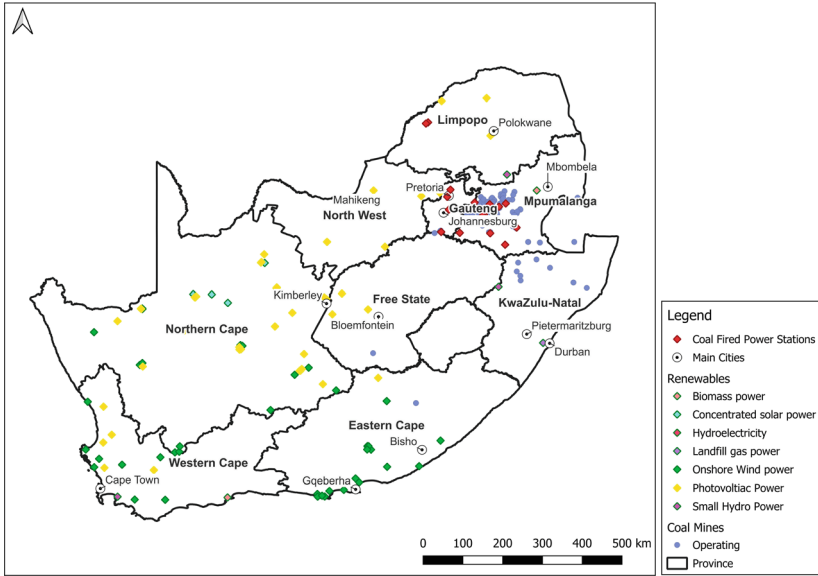 Limpopo
Polokwane
Mbombela
Pretoria
Mahikeng
Mpumalanga
Gauteng
North West
Johannesburg
Kimberley
Free State
KwaZulu-Natal
Northern Cape
Bloemfontein
Pietermaritzburg
Durban
Eastern Cape
Bisho
Western Cape
Cape Town
Gqeberha
0 100 200 300 400 500 km
Legend
Coal Fired Power Stations
Main Cities
Renewables
Biomass power
Concentrated solar power
Hydroelectricity
Landfill gas power
Onshore Wind power
Photovoltiac Power
Small Hydro Power
Coal Mines
Operating
Province